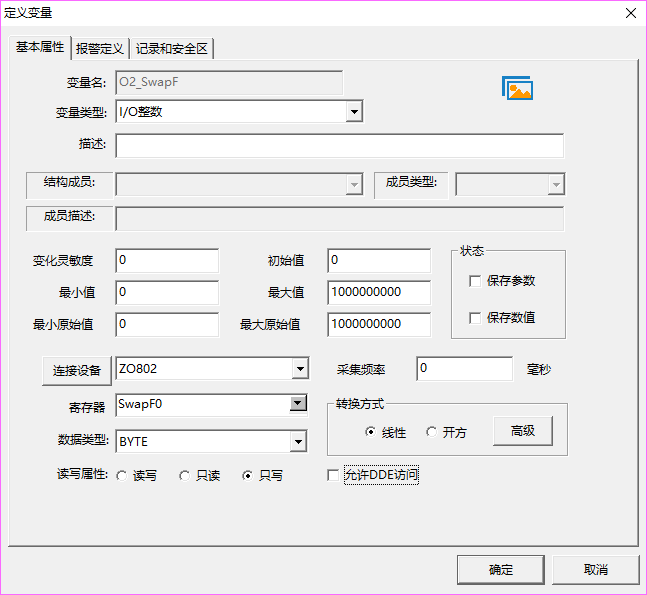 定义变量
基本属性 报警定义 记录和安全区
变量名: O2_SwapF
变量类型: I/O整数
描述:
结构成员: 成员类型:
成员描述:
变化灵敏度 0 初始值 0 状态
最小值 0 最大值 1000000000 保存参数
最小原始值 0 最大原始值 1000000000 保存数值
连接设备 ZO802 采集频率 0 毫秒
寄存器 SwapF0 转换方式
数据类型: BYTE 线性 开方 高级
读写属性: 读写 只读 只写 允许DDE访问
确定 取消